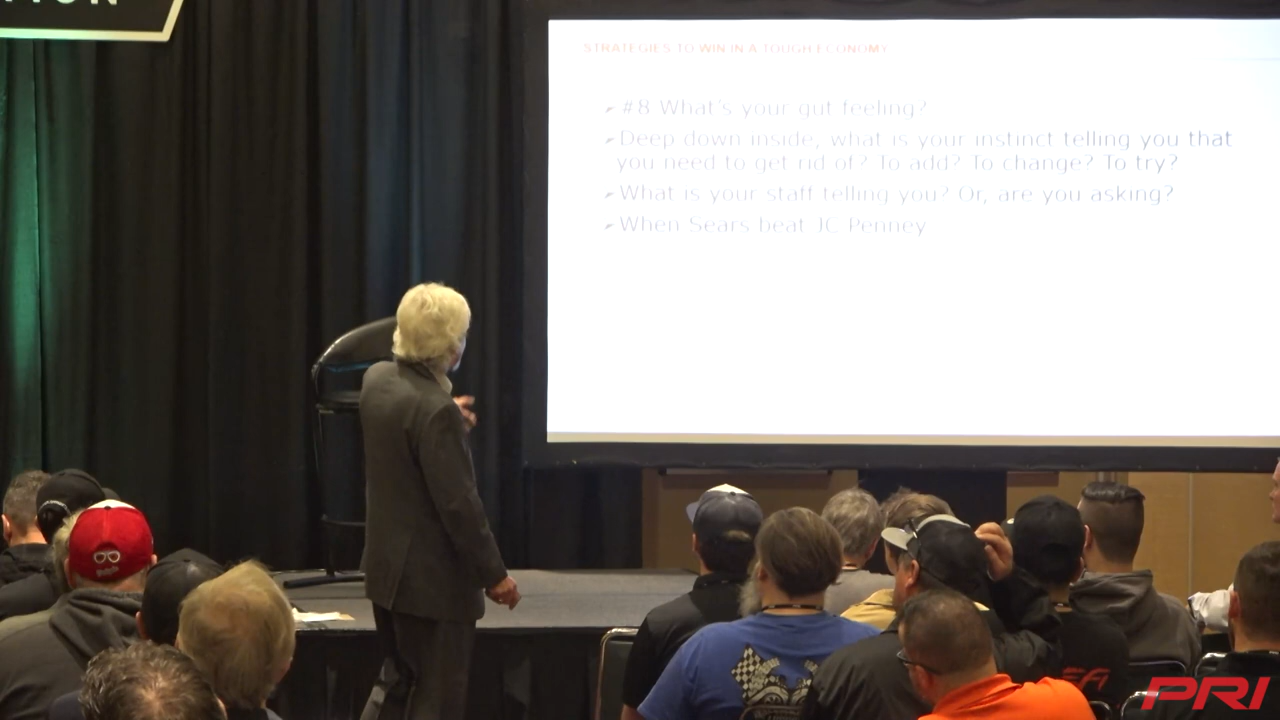 STRATEGIES TO WIN IN A TOUGH ECONOMY
#8 What's your gut feeling?
Deep down inside, what is your instinct telling you that
you need to get rid of? To add? To change? To try?
What is your staff telling you? Or, are you asking?
When Sears beat JC Penney
PRI